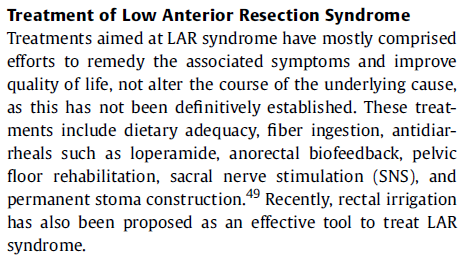 Treatment of Low Anterior Resection Syndrome
Treatments aimed at LAR syndrome have mostly comprised
efforts to remedy the associated symptoms and improve
quality of life, not alter the course of the underlying cause,
as this has not been definitively established. These treat-
ments include dietary adequacy, fiber ingestion, antidiar-
rheals such as loperamide, anorectal biofeedback, pelvic
floor rehabilitation, sacral nerve stimulation (SNS), and
permanent stoma construction.49 Recently, rectal irrigation
has also been proposed as an effective tool to treat LAR
syndrome.